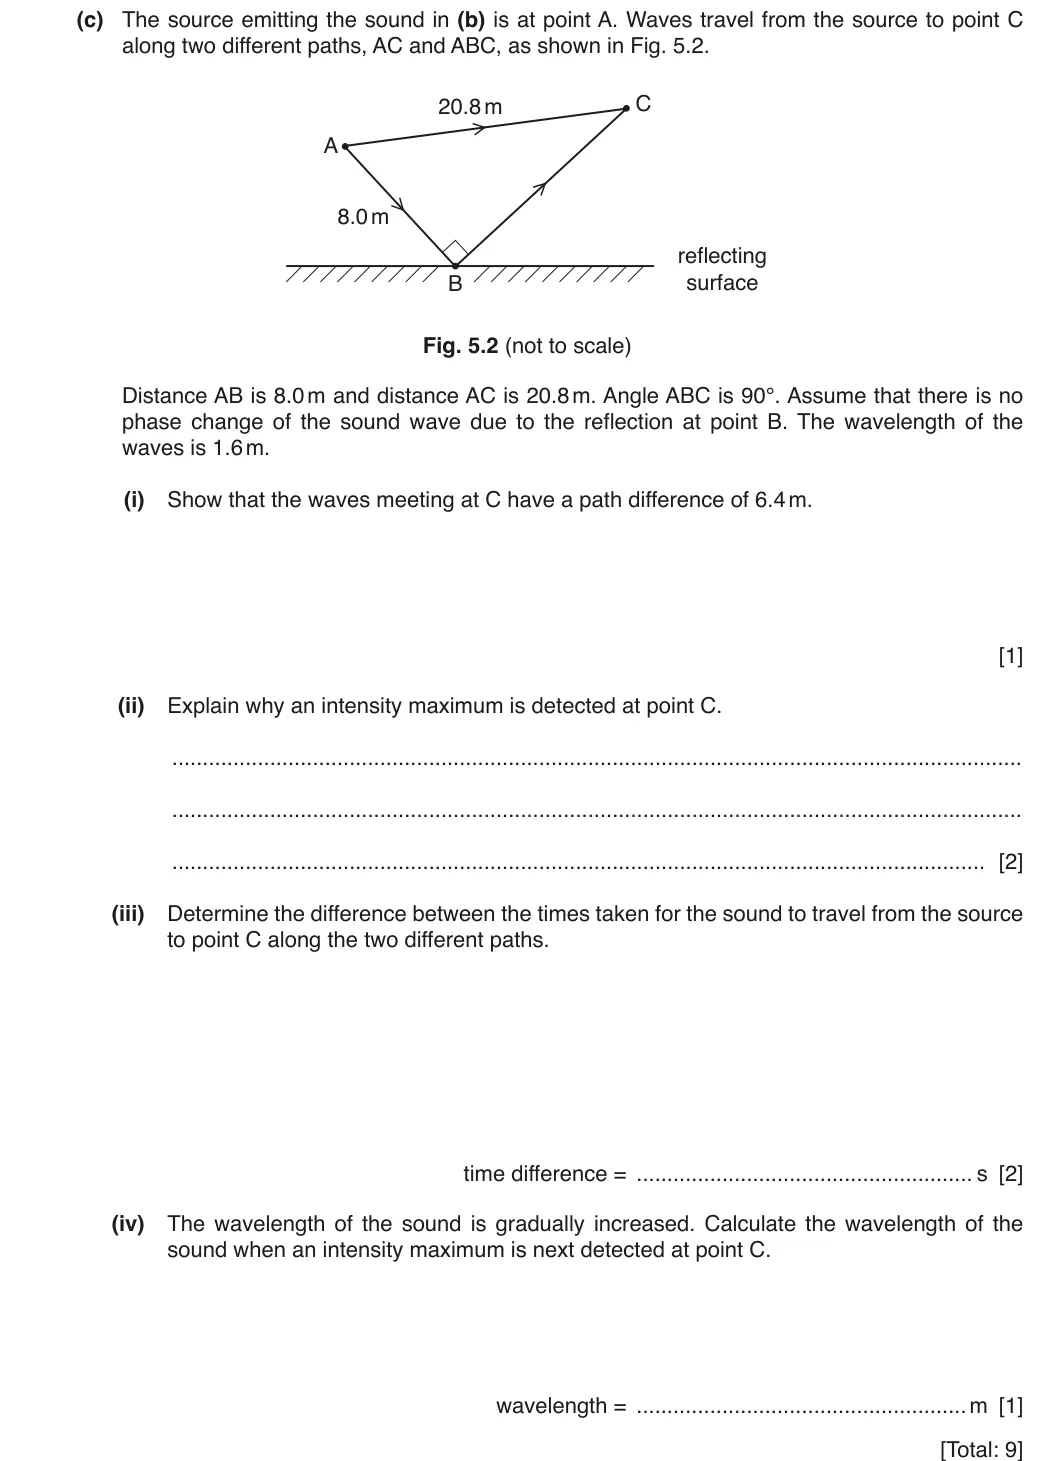 (c) The source emitting the sound in (b) is at point A. Waves travel from the source to point C
along two different paths, AC and ABC, as shown in Fig. 5.2.
20.8 m
C
A
8.0 m
reflecting
surface
B
Fig. 5.2 (not to scale)
Distance AB is 8.0 m and distance AC is 20.8 m. Angle ABC is 90°. Assume that there is no
phase change of the sound wave due to the reflection at point B. The wavelength of the
waves is 1.6 m.
(i) Show that the waves meeting at C have a path difference of 6.4 m.
[1]
(ii) Explain why an intensity maximum is detected at point C.
..........................................................................................................................................
..........................................................................................................................................
.................................................................................................................................... [2]
(iii) Determine the difference between the times taken for the sound to travel from the source
to point C along the two different paths.
time difference = ....................................................... s [2]
(iv) The wavelength of the sound is gradually increased. Calculate the wavelength of the
sound when an intensity maximum is next detected at point C.
wavelength = ...................................................... m [1]
[Total: 9]